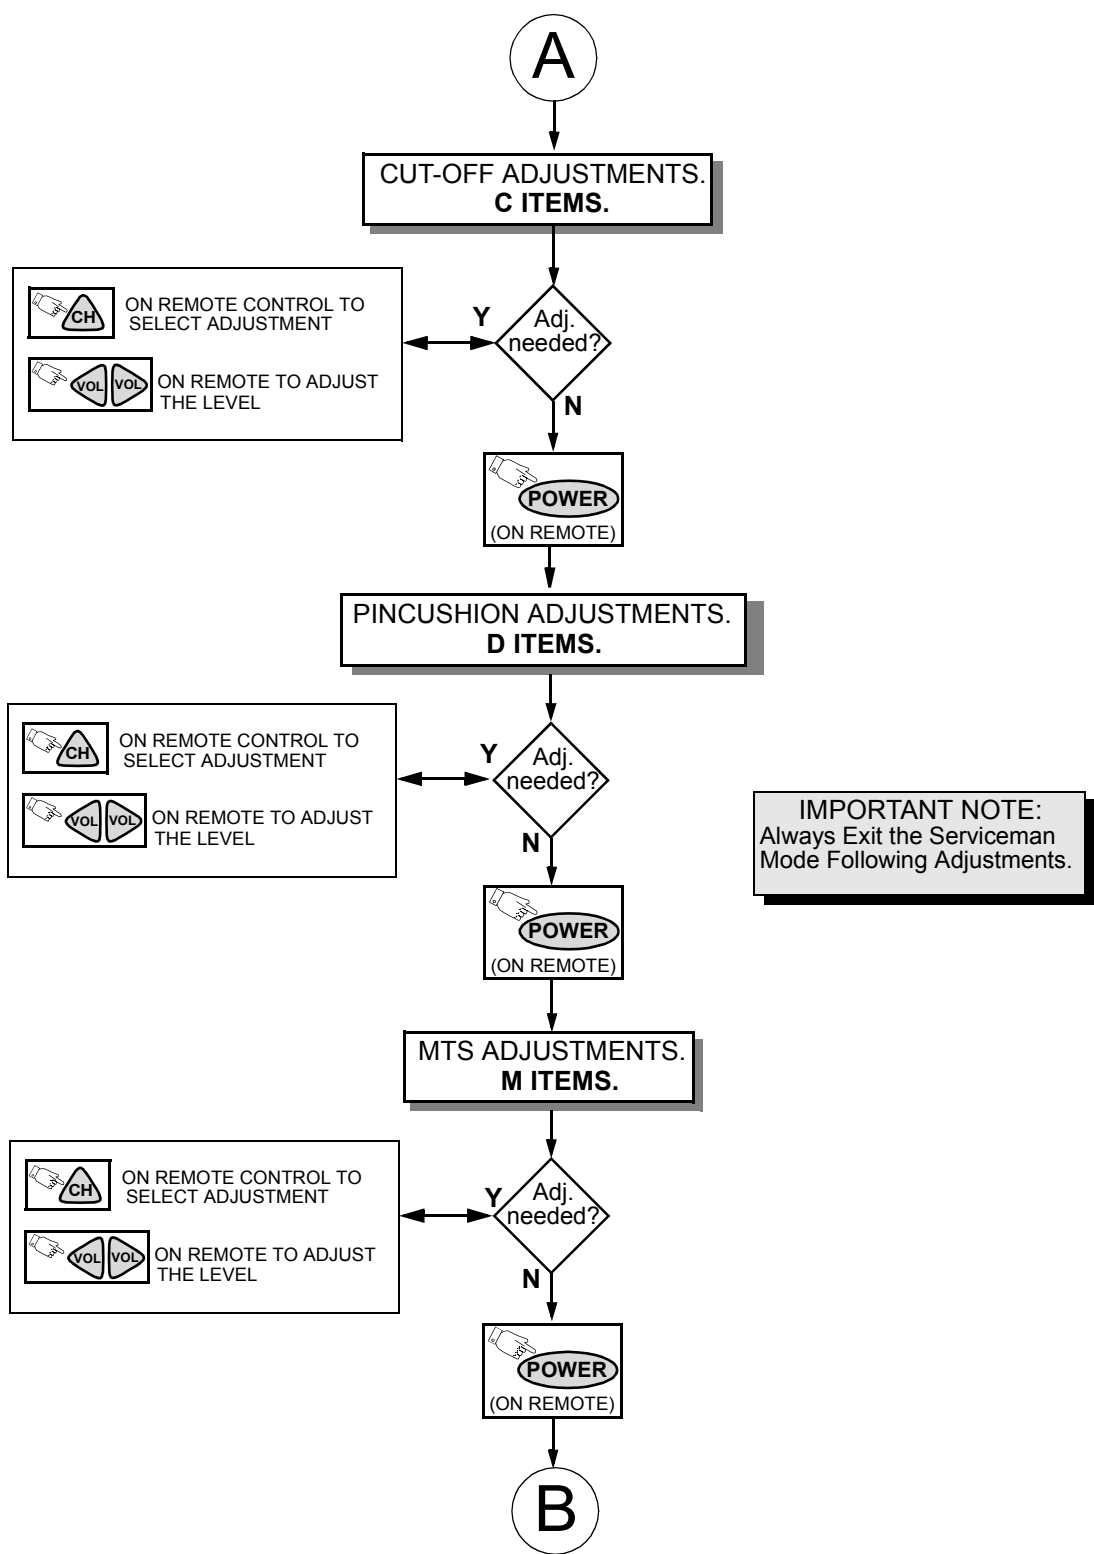 A
CUT-OFF ADJUSTMENTS.
C ITEMS.
CH
ON REMOTE CONTROL TO
SELECT ADJUSTMENT
VOL VOL
ON REMOTE TO ADJUST
THE LEVEL
Y
Adj.
needed?
N
POWER
(ON REMOTE)
PINCUSHION ADJUSTMENTS.
D ITEMS.
CH
ON REMOTE CONTROL TO
SELECT ADJUSTMENT
VOL VOL
ON REMOTE TO ADJUST
THE LEVEL
Y
Adj.
needed?
N
IMPORTANT NOTE:
Always Exit the Serviceman
Mode Following Adjustments.
POWER
(ON REMOTE)
MTS ADJUSTMENTS.
M ITEMS.
CH
ON REMOTE CONTROL TO
SELECT ADJUSTMENT
VOL VOL
ON REMOTE TO ADJUST
THE LEVEL
Y
Adj.
needed?
N
POWER
(ON REMOTE)
B